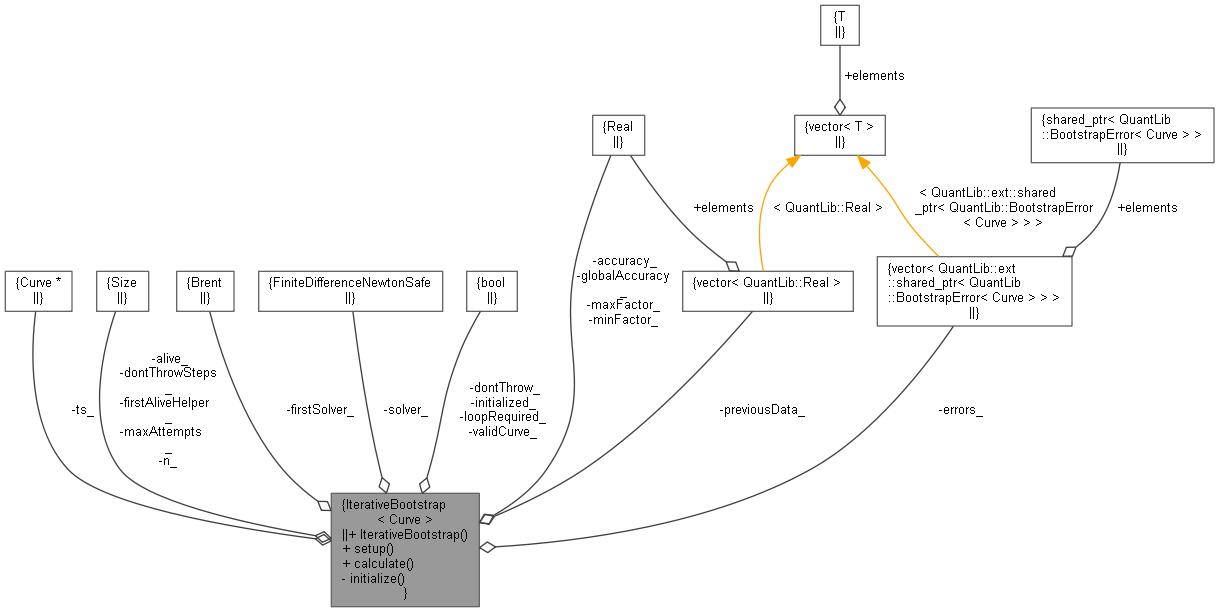 {T
||}
+elements
{Real
||}
{vector< T >
||}
{shared_ptr< QuantLib
::BootstrapError< Curve > >
||}
+elements
< QuantLib::Real >
< QuantLib::ext::shared
_ptr< QuantLib::BootstrapError
< Curve > > >
+elements
{Curve *
||}
{Size
||}
{Brent
||}
{FiniteDifferenceNewtonSafe
||}
{bool
||}
-accuracy_
-globalAccuracy
_
-maxFactor_
-minFactor_
{vector< QuantLib::Real >
||}
{vector< QuantLib::ext
::shared_ptr< QuantLib
::BootstrapError< Curve > > >
||}
-ts_
-alive_
-dontThrowSteps
_
-firstAliveHelper
_
-maxAttempts
_
-n_
-firstSolver_
-solver_
-dontThrow_
-initialized_
-loopRequired_
-validCurve_
-previousData_
-errors_
{IterativeBootstrap
< Curve >
||+ IterativeBootstrap()
+ setup()
+ calculate()
- initialize()
}